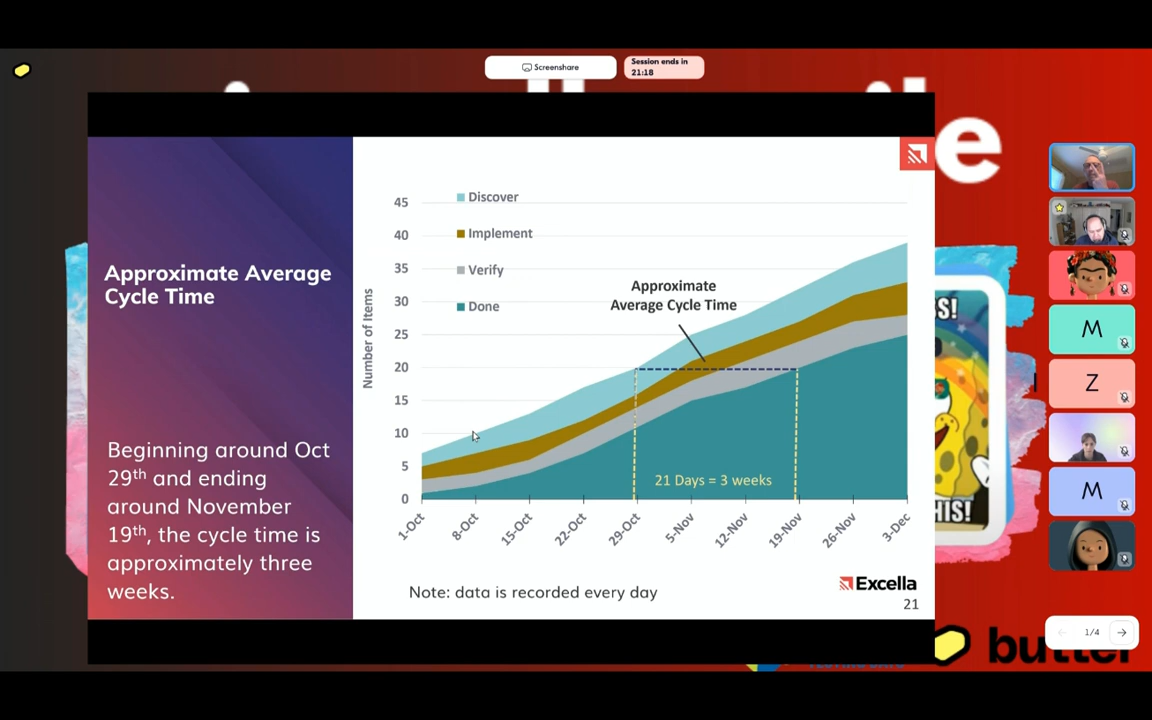 Screenshare
Session ends in
21:18
e
Approximate Average
Cycle Time
Beginning around Oct
29th and ending
around November
19th, the cycle time is
approximately three
weeks.
Discover
Implement
Verify
Done
Number of Items
45
40
35
30
25
20
15
10
5
0
Approximate
Average Cycle Time
21 Days = 3 weeks
1-Oct
8-Oct
15-Oct
22-Oct
29-Oct
5-Nov
12-Nov
19-Nov
26-Nov
3-Dec
Note: data is recorded every day
Excella
21
S!
HIS!
M
Z
M
1/4